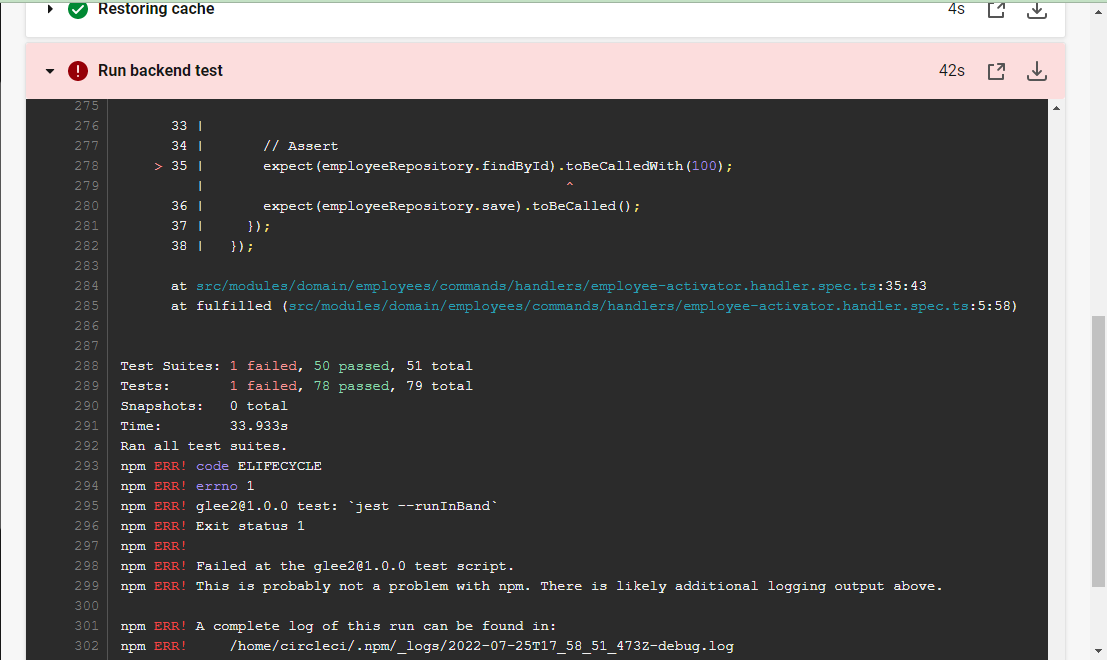 Restoring cache 4s
Run backend test 42s
275
276 33 |
277 34 | // Assert
278 > 35 | expect(employeeRepository.findById).toBeCalledWith(100);
279 | ^
280 36 | expect(employeeRepository.save).toBeCalled();
281 37 | });
282 38 | });
283
284 at src/modules/domain/employees/commands/handlers/employee-activator.handler.spec.ts:35:43
285 at fulfilled (src/modules/domain/employees/commands/handlers/employee-activator.handler.spec.ts:5:58)
286
287
288 Test Suites: 1 failed, 50 passed, 51 total
289 Tests: 1 failed, 78 passed, 79 total
290 Snapshots: 0 total
291 Time: 33.933s
292 Ran all test suites.
293 npm ERR! code ELIFECYCLE
294 npm ERR! errno 1
295 npm ERR! glee2@1.0.0 test: `jest --runInBand`
296 npm ERR! Exit status 1
297 npm ERR!
298 npm ERR! Failed at the glee2@1.0.0 test script.
299 npm ERR! This is probably not a problem with npm. There is likely additional logging output above.
300
301 npm ERR! A complete log of this run can be found in:
302 npm ERR! /home/circleci/.npm/_logs/2022-07-25T17_58_51_473Z-debug.log